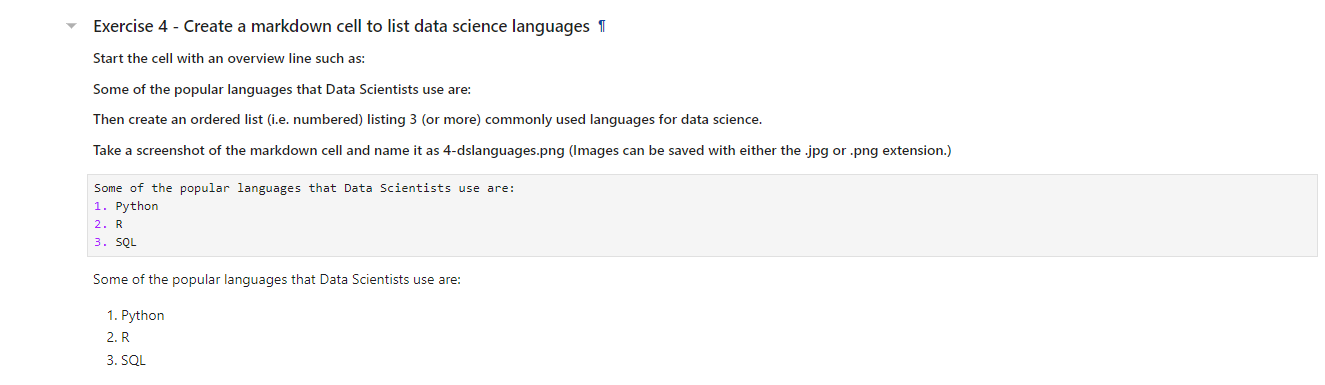 Exercise 4 - Create a markdown cell to list data science languages ¶
Start the cell with an overview line such as:
Some of the popular languages that Data Scientists use are:
Then create an ordered list (i.e. numbered) listing 3 (or more) commonly used languages for data science.
Take a screenshot of the markdown cell and name it as 4-dslanguages.png (Images can be saved with either the .jpg or .png extension.)
Some of the popular languages that Data Scientists use are:
1. Python
2. R
3. SQL
Some of the popular languages that Data Scientists use are:
1. Python
2. R
3. SQL